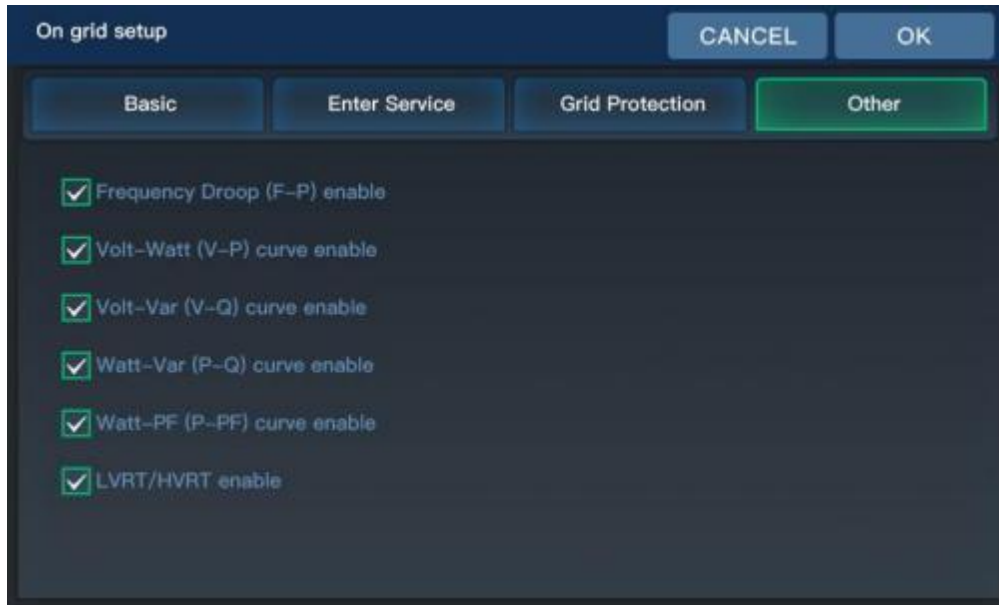 On grid setup
CANCEL
OK
Basic
Enter Service
Grid Protection
Other
Frequency Droop (F-P) enable
Volt-Watt (V-P) curve enable
Volt-Var (V-Q) curve enable
Watt-Var (P-Q) curve enable
Watt-PF (P-PF) curve enable
LVRT/HVRT enable